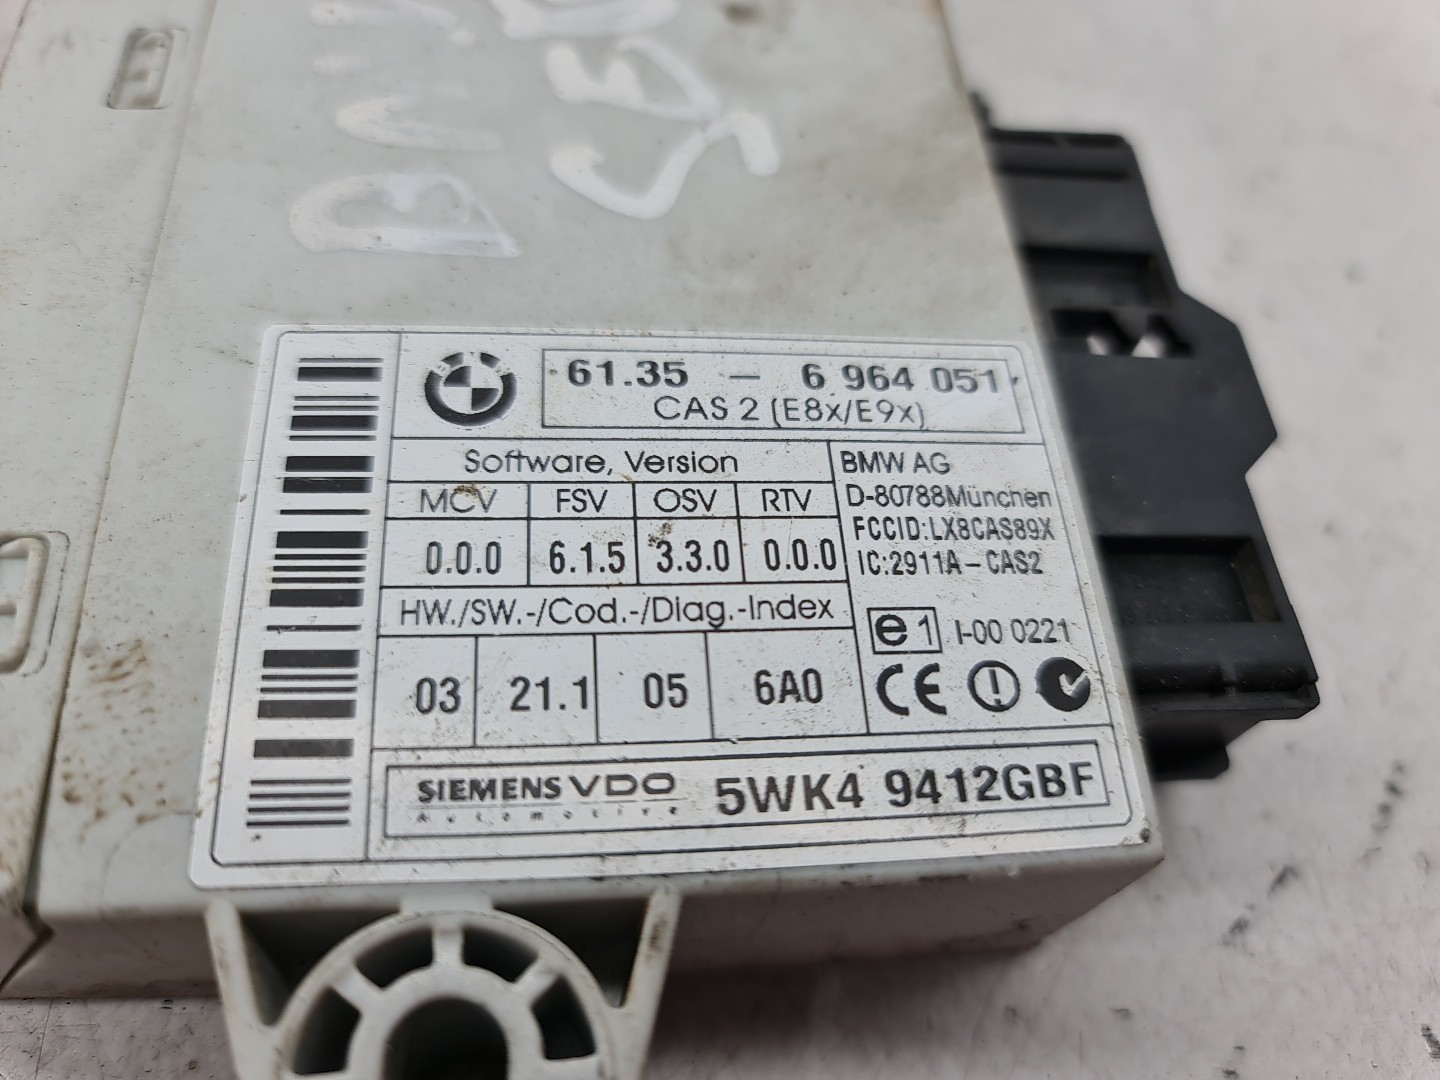 61.35 - 6 964 051
CAS 2 (E8x/E9x)
Software, Version
MCV FSV OSV RTV
0.0.0 6.1.5 3.3.0 0.0.0
HW./SW.-/Cod.-/Diag.-Index
03 21.1 05 6A0
BMW AG
D-80788München
FCCID:LX8CAS89X
IC:2911A-CAS2
e1 I-00 0221
CE
SIEMENS VDO
Automotive
5WK4 9412GBF